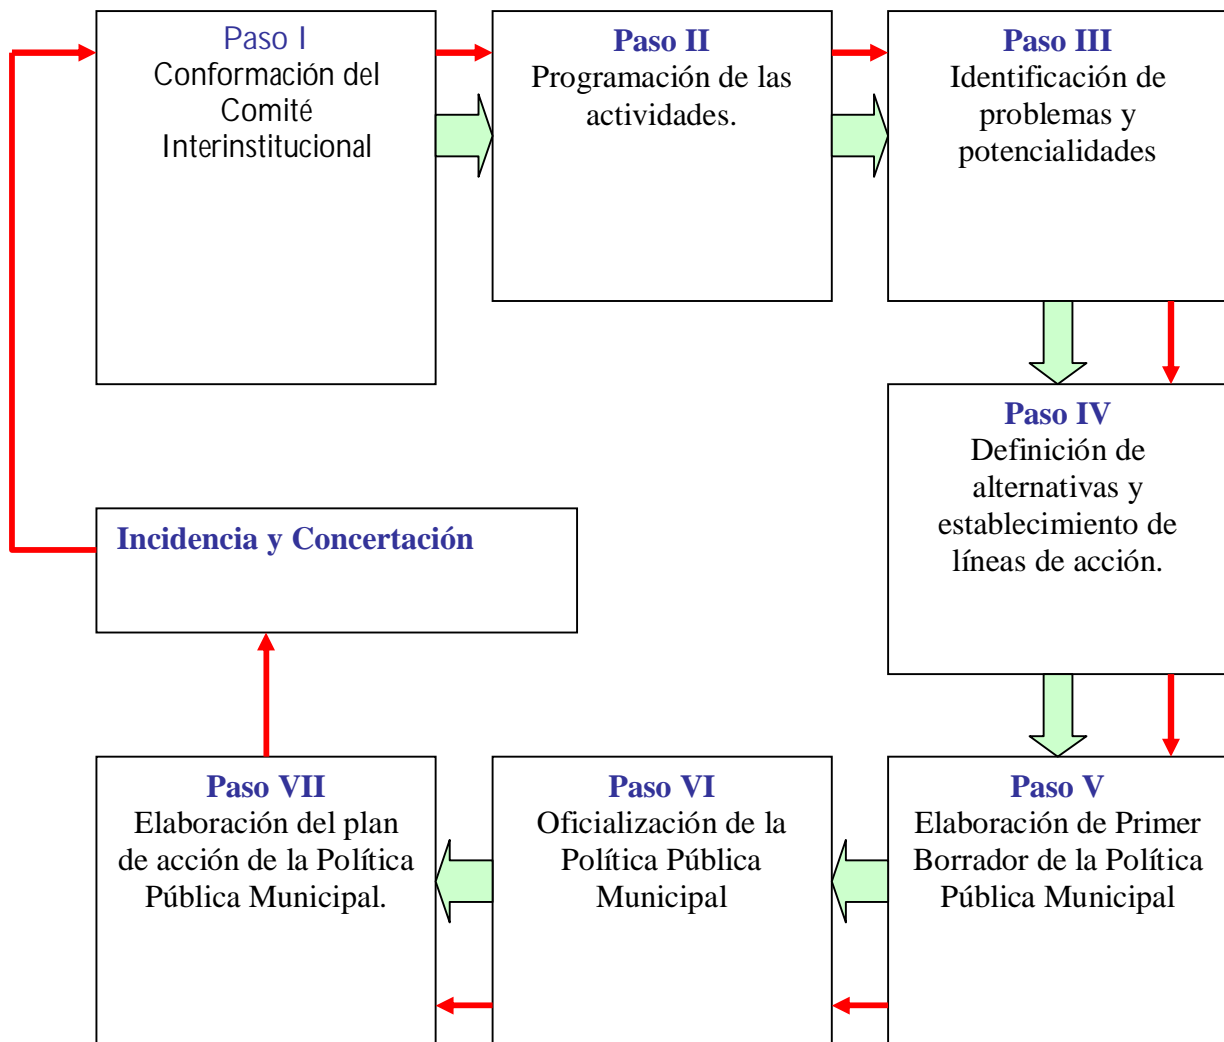 Paso I
Conformación del
Comité
Interinstitucional
Paso II
Programación de las
actividades.
Paso III
Identificación de
problemas y
potencialidades
Paso IV
Definición de
alternativas y
establecimiento de
líneas de acción.
Incidencia y Concertación
Paso VII
Elaboración del plan
de acción de la Política
Pública Municipal.
Paso VI
Oficialización de la
Política Pública
Municipal
Paso V
Elaboración de Primer
Borrador de la Política
Pública Municipal